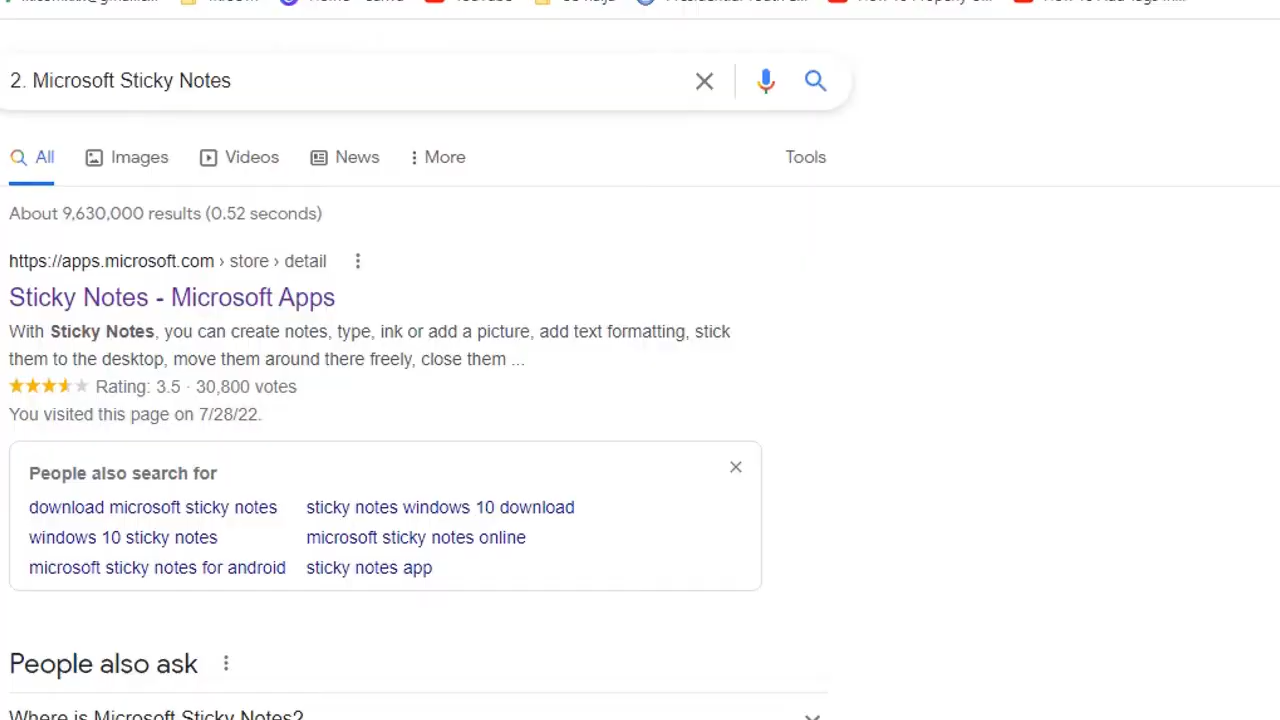 2. Microsoft Sticky Notes
All Images Videos News More Tools
About 9,630,000 results (0.52 seconds)
https://apps.microsoft.com › store › detail
Sticky Notes - Microsoft Apps
With Sticky Notes, you can create notes, type, ink or add a picture, add text formatting, stick
them to the desktop, move them around there freely, close them ...
Rating: 3.5 · 30,800 votes
You visited this page on 7/28/22.
People also search for
download microsoft sticky notes sticky notes windows 10 download
windows 10 sticky notes microsoft sticky notes online
microsoft sticky notes for android sticky notes app
People also ask
Where is Microsoft Sticky Notes?